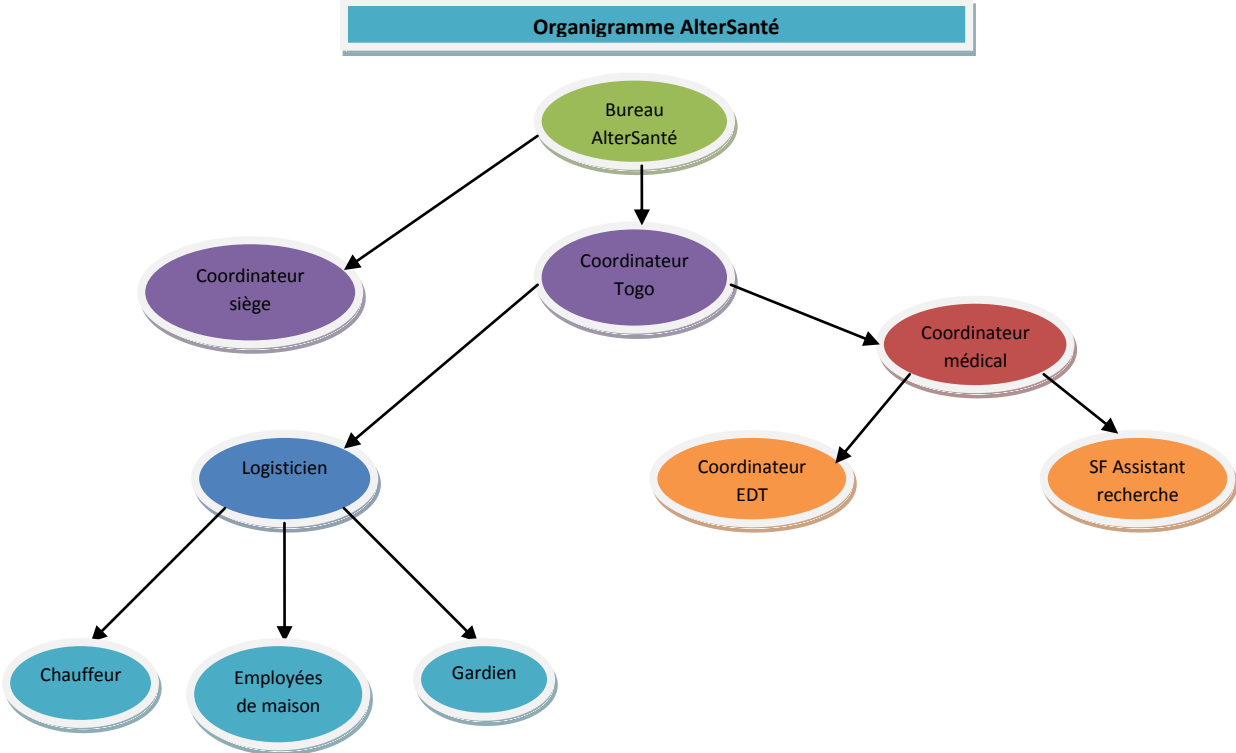 Organigramme AlterSanté
Bureau
AlterSanté
Coordinateur
siège
Coordinateur
Togo
Coordinateur
médical
Logisticien
Coordinateur
EDT
SF Assistant
recherche
Chauffeur
Employées
de maison
Gardien